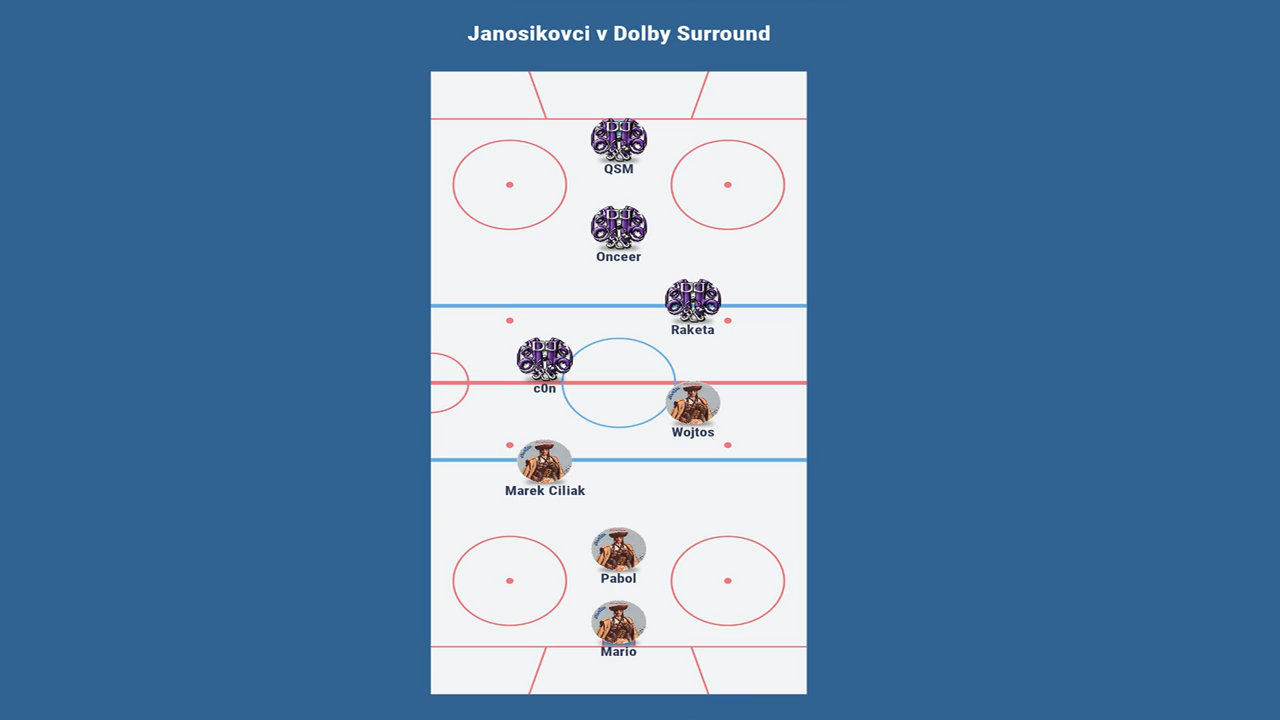 Janosikovci v Dolby Surround
QSM
Onceer
Raketa
c0n
Wojtos
Marek Ciliak
Pabol
Mario